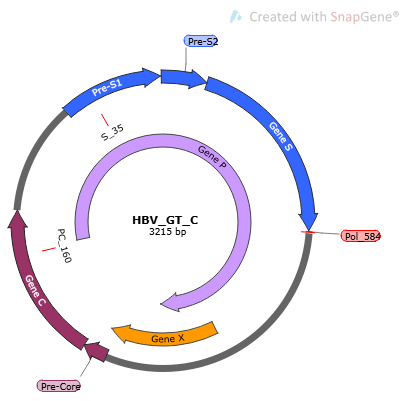 Created with SnapGene®
Pre-S2
Pre-S1
Gene S
S_35
Gene P
HBV_GT_C
3215 bp
Pol_584
PC_160
Gene C
Gene X
Pre-Core